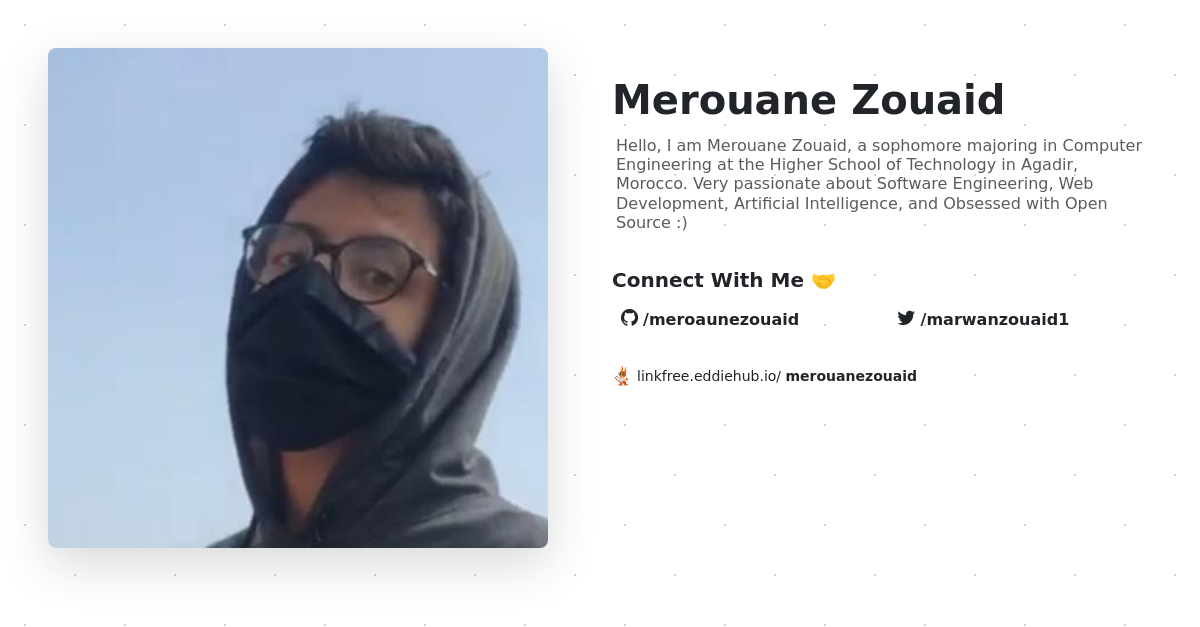 Merouane Zouaid
Hello, I am Merouane Zouaid, a sophomore majoring in Computer
Engineering at the Higher School of Technology in Agadir,
Morocco. Very passionate about Software Engineering, Web
Development, Artificial Intelligence, and Obsessed with Open
Source :)
Connect With Me 🤝
/meroaunezouaid
/marwanzouaid1
linkfree.eddiehub.io/ merouanezouaid